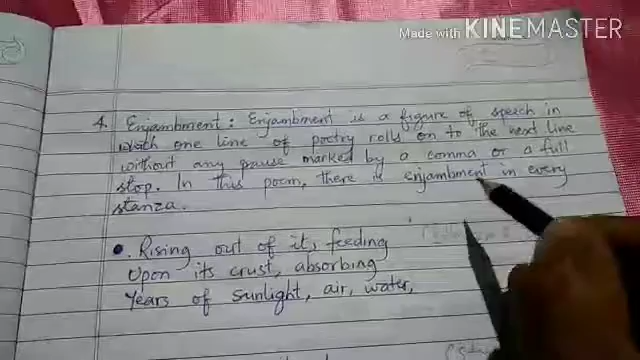 Made with KINEMASTER
4. Enjambment: Enjambment is a figure of speech in
with one line of poetry rolls on to the next line
without any pause marked by a comma or a full
stop. In this poem, there is enjambment in every
stanza.
• Rising out of it, feeding
Upon its crust, absorbing
Years of sunlight, air, water,